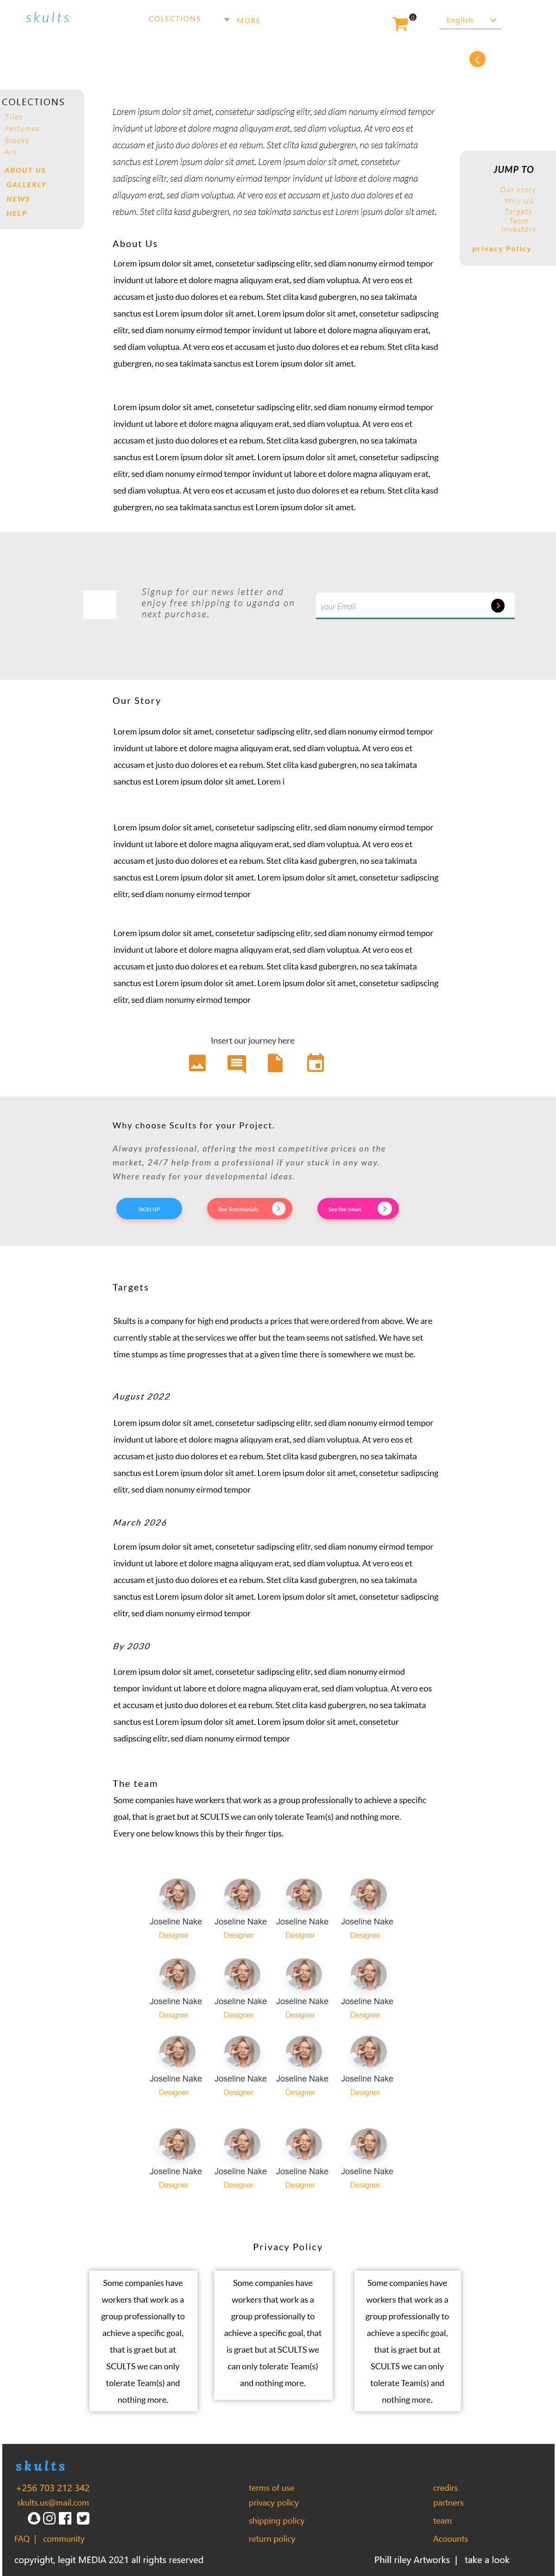 skults
COLECTIONS
MORE
0
English
COLECTIONS
Tiles
Perfumes
Blocks
Art
ABOUT US
GALLERLY
NEWS
HELP
Lorem ipsum dolor sit amet, consetetur sadipscing elitr, sed diam nonumy eirmod tempor
invidunt ut labore et dolore magna aliquyam erat, sed diam voluptua. At vero eos et
accusam et justo duo dolores et ea rebum. Stet clita kasd gubergren, no sea takimata
sanctus est Lorem ipsum dolor sit amet. Lorem ipsum dolor sit amet, consetetur
sadipscing elitr, sed diam nonumy eirmod tempor invidunt ut labore et dolore magna
aliquyam erat, sed diam voluptua. At vero eos et accusam et justo duo dolores et ea
rebum. Stet clita kasd gubergren, no sea takimata sanctus est Lorem ipsum dolor sit amet.
JUMP TO
Our story
Why US
Targets
Team
Investors
privacy Policy
About Us
Lorem ipsum dolor sit amet, consetetur sadipscing elitr, sed diam nonumy eirmod tempor
invidunt ut labore et dolore magna aliquyam erat, sed diam voluptua. At vero eos et
accusam et justo duo dolores et ea rebum. Stet clita kasd gubergren, no sea takimata
sanctus est Lorem ipsum dolor sit amet. Lorem ipsum dolor sit amet, consetetur sadipscing
elitr, sed diam nonumy eirmod tempor invidunt ut labore et dolore magna aliquyam erat,
sed diam voluptua. At vero eos et accusam et justo duo dolores et ea rebum. Stet clita kasd
gubergren, no sea takimata sanctus est Lorem ipsum dolor sit amet.
Lorem ipsum dolor sit amet, consetetur sadipscing elitr, sed diam nonumy eirmod tempor
invidunt ut labore et dolore magna aliquyam erat, sed diam voluptua. At vero eos et
accusam et justo duo dolores et ea rebum. Stet clita kasd gubergren, no sea takimata
sanctus est Lorem ipsum dolor sit amet. Lorem ipsum dolor sit amet, consetetur sadipscing
elitr, sed diam nonumy eirmod tempor invidunt ut labore et dolore magna aliquyam erat,
sed diam voluptua. At vero eos et accusam et justo duo dolores et ea rebum. Stet clita kasd
gubergren, no sea takimata sanctus est Lorem ipsum dolor sit amet.
Signup for our news letter and
enjoy free shipping to uganda on
next purchase.
your Email
Our Story
Lorem ipsum dolor sit amet, consetetur sadipscing elitr, sed diam nonumy eirmod tempor
invidunt ut labore et dolore magna aliquyam erat, sed diam voluptua. At vero eos et
accusam et justo duo dolores et ea rebum. Stet clita kasd gubergren, no sea takimata
sanctus est Lorem ipsum dolor sit amet. Lorem i
Lorem ipsum dolor sit amet, consetetur sadipscing elitr, sed diam nonumy eirmod tempor
invidunt ut labore et dolore magna aliquyam erat, sed diam voluptua. At vero eos et
accusam et justo duo dolores et ea rebum. Stet clita kasd gubergren, no sea takimata
sanctus est Lorem ipsum dolor sit amet. Lorem ipsum dolor sit amet, consetetur sadipscing
elitr, sed diam nonumy eirmod tempor
Lorem ipsum dolor sit amet, consetetur sadipscing elitr, sed diam nonumy eirmod tempor
invidunt ut labore et dolore magna aliquyam erat, sed diam voluptua. At vero eos et
accusam et justo duo dolores et ea rebum. Stet clita kasd gubergren, no sea takimata
sanctus est Lorem ipsum dolor sit amet. Lorem ipsum dolor sit amet, consetetur sadipscing
elitr, sed diam nonumy eirmod tempor
Insert our journey here
Why choose Scults for your Project.
Always professional, offering the most competitive prices on the
market, 24/7 help from a professional if your stuck in any way.
Where ready for your developmental ideas.
SIGN UP
See Testimonials
See the News
Targets
Skults is a company for high end products a prices that were ordered from above. We are
currently stable at the services we offer but the team seems not satisfied. We have set
time stumps as time progresses that at a given time there is somewhere we must be.
August 2022
Lorem ipsum dolor sit amet, consetetur sadipscing elitr, sed diam nonumy eirmod tempor
invidunt ut labore et dolore magna aliquyam erat, sed diam voluptua. At vero eos et
accusam et justo duo dolores et ea rebum. Stet clita kasd gubergren, no sea takimata
sanctus est Lorem ipsum dolor sit amet. Lorem ipsum dolor sit amet, consetetur sadipscing
elitr, sed diam nonumy eirmod tempor
March 2026
Lorem ipsum dolor sit amet, consetetur sadipscing elitr, sed diam nonumy eirmod tempor
invidunt ut labore et dolore magna aliquyam erat, sed diam voluptua. At vero eos et
accusam et justo duo dolores et ea rebum. Stet clita kasd gubergren, no sea takimata
sanctus est Lorem ipsum dolor sit amet. Lorem ipsum dolor sit amet, consetetur sadipscing
elitr, sed diam nonumy eirmod tempor
By 2030
Lorem ipsum dolor sit amet, consetetur sadipscing elitr, sed diam nonumy eirmod
tempor invidunt ut labore et dolore magna aliquyam erat, sed diam voluptua. At vero eos
et accusam et justo duo dolores et ea rebum. Stet clita kasd gubergren, no sea takimata
sanctus est Lorem ipsum dolor sit amet. Lorem ipsum dolor sit amet, consetetur
sadipscing elitr, sed diam nonumy eirmod tempor
The team
Some companies have workers that work as a group professionally to achieve a specific
goal, that is graet but at SCULTS we can only tolerate Team(s) and nothing more.
Every one below knows this by their finger tips.
Joseline Nake Joseline Nake Joseline Nake Joseline Nake
Designer Designer Designer Designer
Joseline Nake Joseline Nake Joseline Nake Joseline Nake
Designer Designer Designer Designer
Joseline Nake Joseline Nake Joseline Nake Joseline Nake
Designer Designer Designer Designer
Joseline Nake Joseline Nake Joseline Nake Joseline Nake
Designer Designer Designer Designer
Privacy Policy
Some companies have
workers that work as a
group professionally to
achieve a specific goal,
that is graet but at
SCULTS we can only
tolerate Team(s) and
nothing more.
Some companies have
workers that work as a
group professionally to
achieve a specific goal, that
is graet but at SCULTS we
can only tolerate Team(s)
and nothing more.
Some companies have
workers that work as a
group professionally to
achieve a specific goal,
that is graet but at
SCULTS we can only
tolerate Team(s) and
nothing more.
skults
+256 703 212 342
skults.us@mail.com
FAQ | community
terms of use
privacy policy
shipping policy
return policy
credirs
partners
team
Acoounts
copyright, legit MEDIA 2021 all rights reserved
Phill riley Artworks | take a look